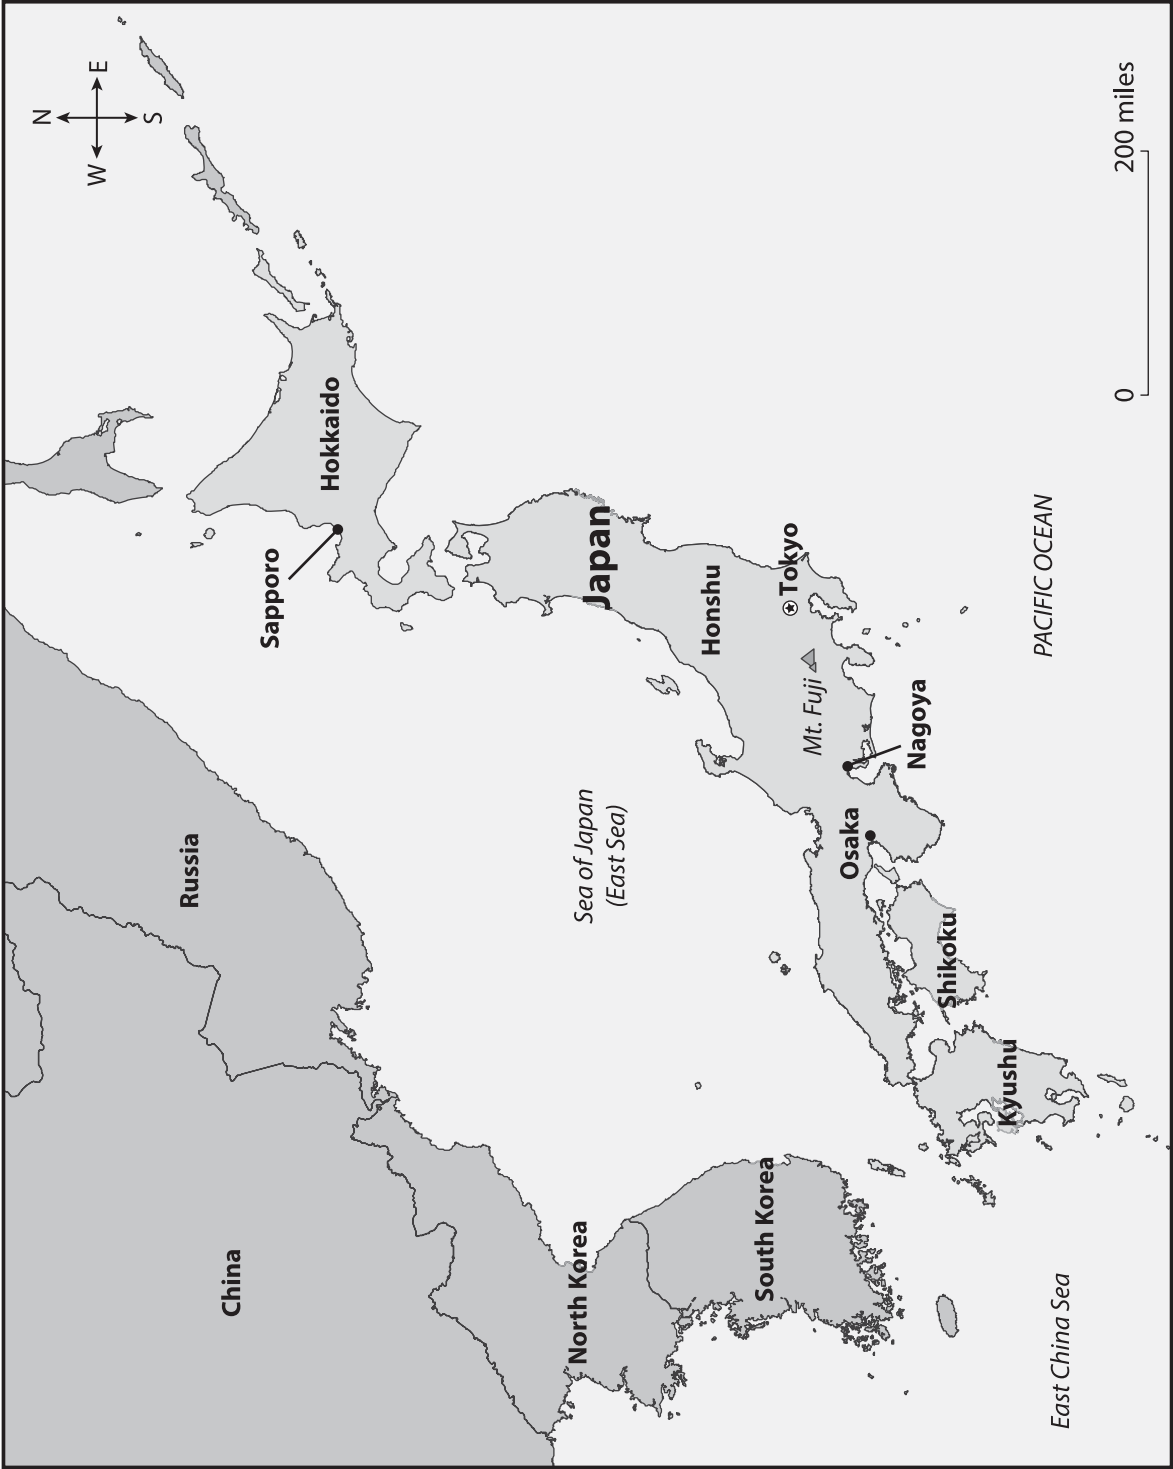 N
W
E
S
Russia
China
Sapporo
Hokkaido
North Korea
Sea of Japan
(East Sea)
Japan
Honshu
South Korea
Tokyo
Mt. Fuji
Osaka
Nagoya
Shikoku
Kyushu
East China Sea
PACIFIC OCEAN
0
200 miles